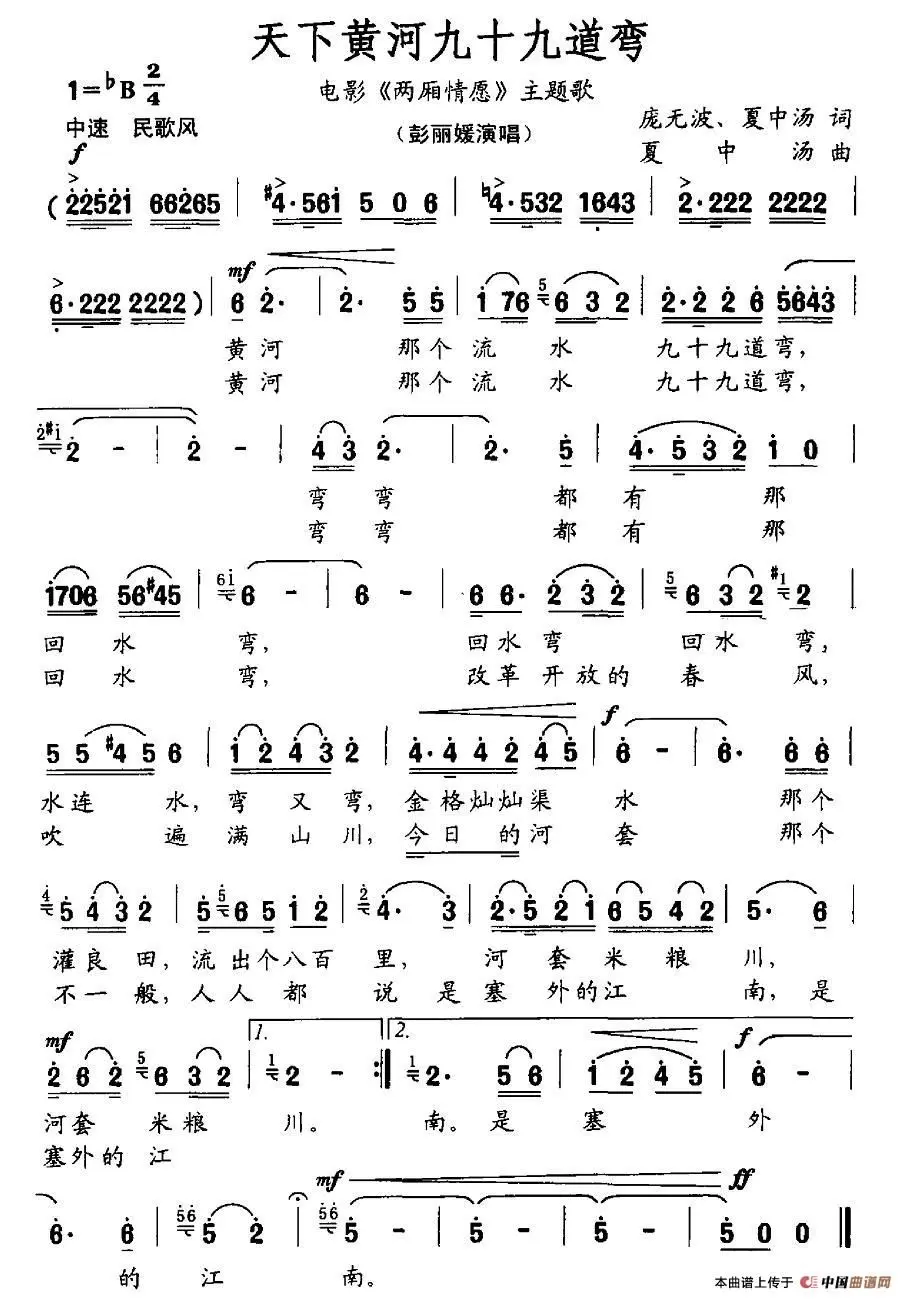 天下黄河九十九道弯
1=♭B 2/4
电影《两厢情愿》主题歌
中速 民歌风
（彭丽媛演唱）
庞无波、夏中汤 词
夏中汤 曲
f
(22521 66265 | #4·561 5 0 6 | ♮4·532 1643 | 2·222 2222 |
mf
6·222 2222) | 6 2· | 2· 5 5 | 1 76 5 6 3 2 | 2·2 2 6 5643 |
黄河 那个流 水 九十九道弯，
黄河 那个流 水 九十九道弯，
2#1 2 - | 2 - | 4 3 2· | 2· 5 | 4·5 3 2 1 0 |
弯 弯 都 有 那
弯 弯 都 有 那
1706 56#45 | 61 6 - | 6 - | 6 6· 2 3 2 | 5 6 3 2 #1 2 |
回 水 弯， 回水弯 回水 弯，
回 水 弯， 改革开放的 春 风，
f
5 5 #4 5 6 | 1 2 4 3 2 | 4·4 4 2 4 5 | 6 - | 6· 6 6 |
水连 水，弯 又 弯，金格灿灿渠 水 那个
吹 遍满 山 川，今日 的河 套 那个
4 5 4 3 2 | 5 5 6 5 1 2 | 2 4· 3 | 2·5 2 1 6 5 4 2 | 5· 6 |
灌良 田，流 出个八百 里， 河 套 米 粮 川，
不一 般，人 人 都 说 是塞 外的江 南，是
mf 1. 2. f
2 6 2 5 6 3 2 | 1 2 - :‖ 1 2· 5 6 | 1 2 4 5 | 6 - |
河套 米粮 川。 南。是 塞 外
塞外的 江
mf ff
6· 6 | 56 5 2 | 56 5 - | 5 - | 5 - | 5 0 0 ‖
的 江 南。
本曲谱上传于 中国曲谱网